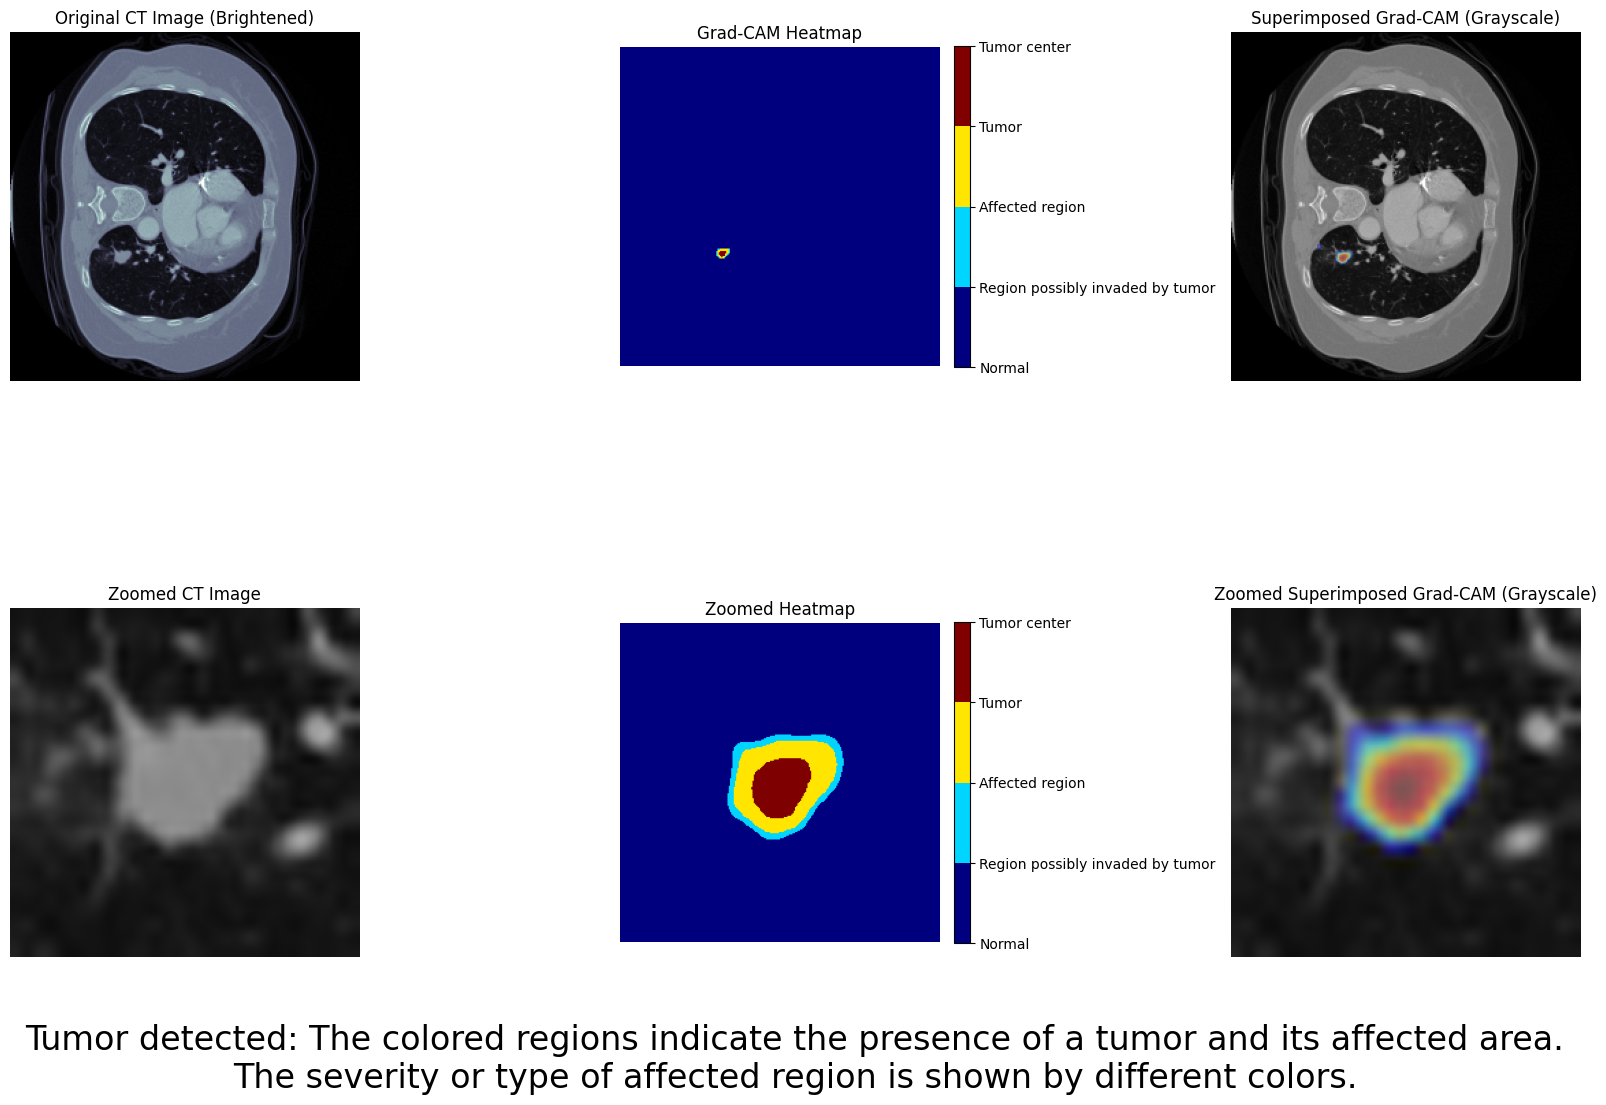 Original CT Image (Brightened)
Grad-CAM Heatmap
Tumor center
Tumor
Affected region
Region possibly invaded by tumor
Normal
Superimposed Grad-CAM (Grayscale)
Zoomed CT Image
Zoomed Heatmap
Tumor center
Tumor
Affected region
Region possibly invaded by tumor
Normal
Zoomed Superimposed Grad-CAM (Grayscale)
Tumor detected: The colored regions indicate the presence of a tumor and its affected area.
The severity or type of affected region is shown by different colors.